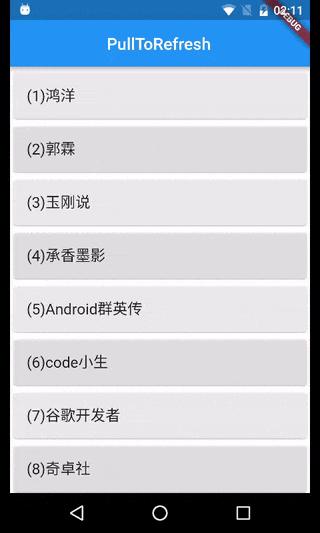 02:11
DEBUG
PullToRefresh
(1)鸿洋
(2)郭霖
(3)玉刚说
(4)承香墨影
(5)Android群英传
(6)code小生
(7)谷歌开发者
(8)奇卓社